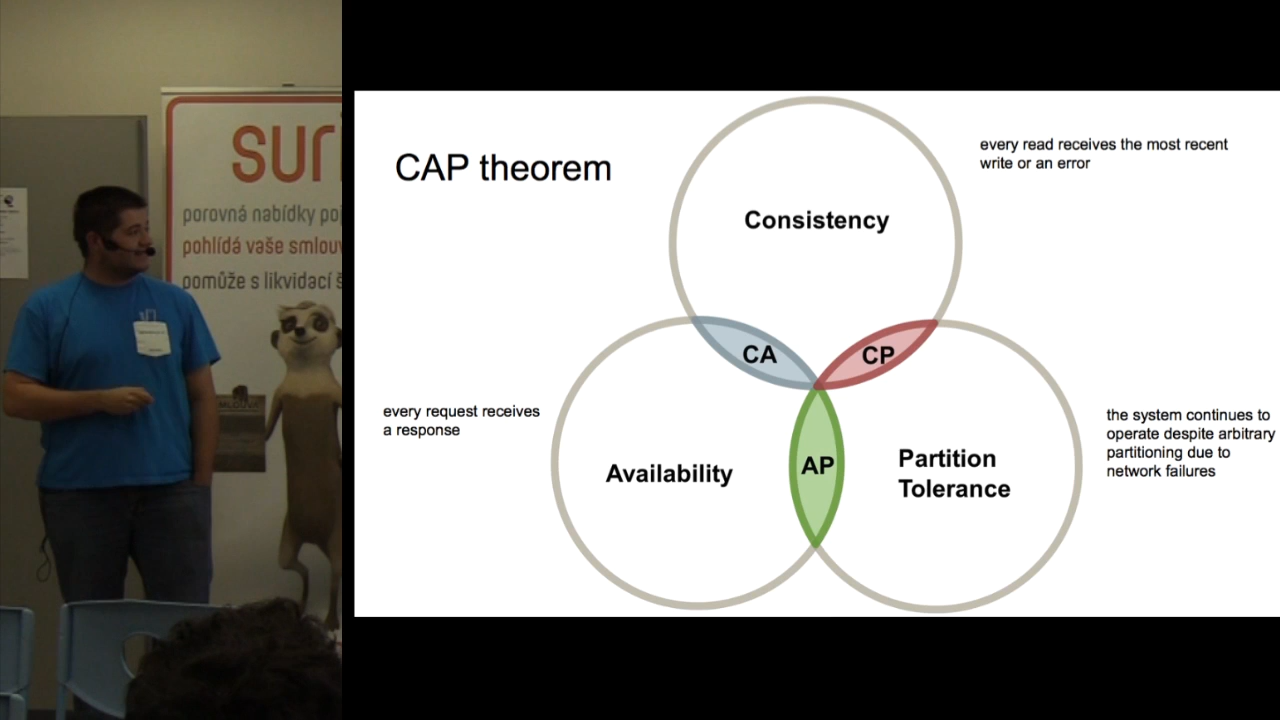 suri
porovná nabídky poj
pohlídá vaše smlouv
pomůže s likvidací š
CAP theorem
every read receives the most recent
write or an error
Consistency
CA
CP
every request receives
a response
Availability
AP
Partition
Tolerance
the system continues to
operate despite arbitrary
partitioning due to
network failures